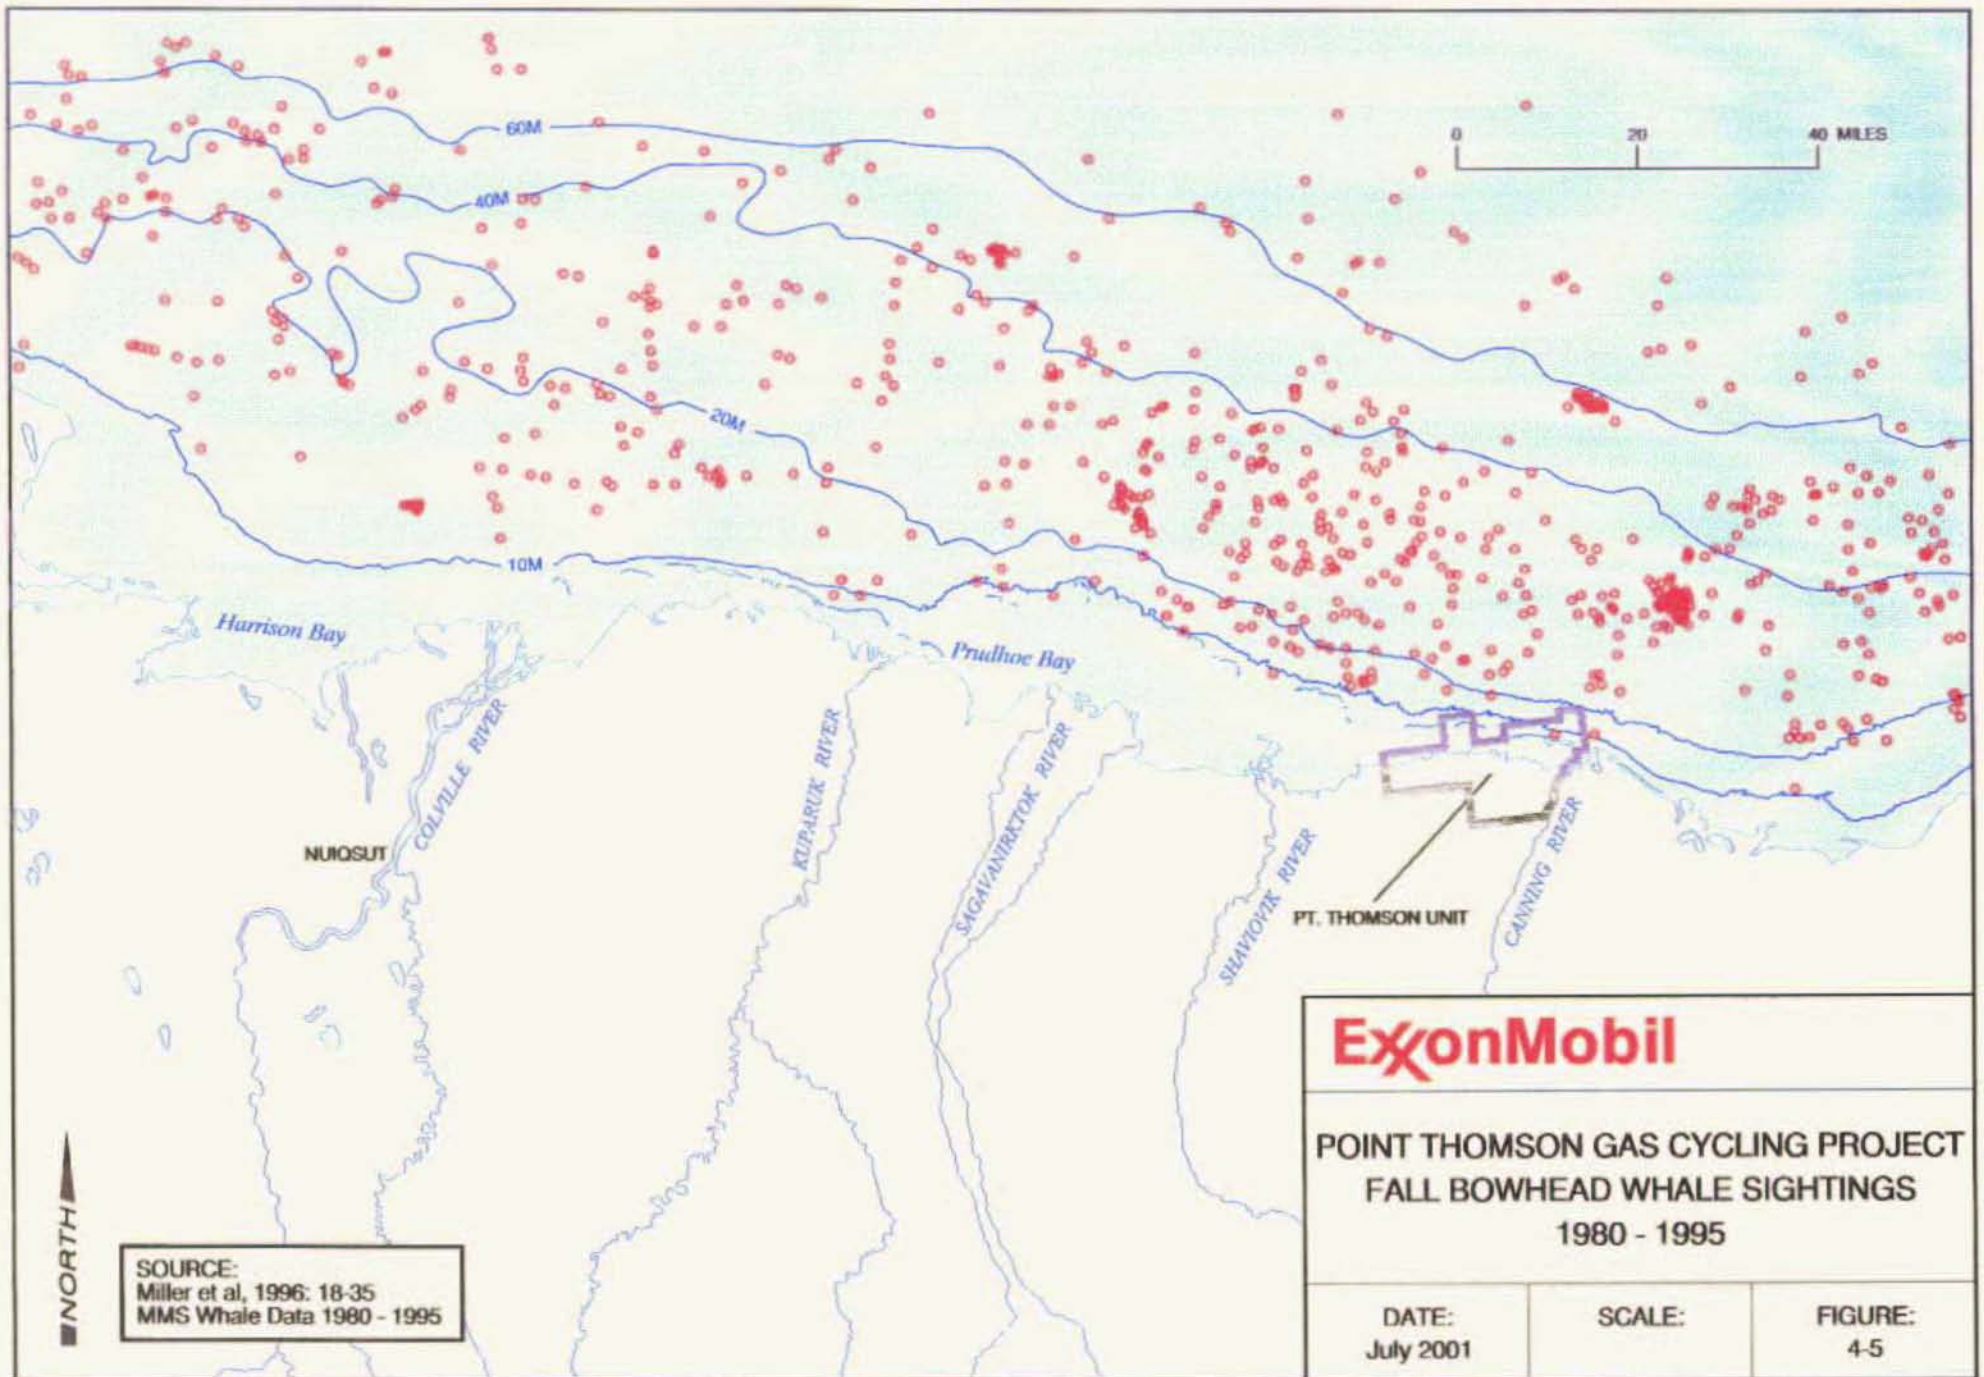 60M
0 20 40 MILES
40M
20M
10M
Harrison Bay
Prudhoe Bay
COLVILLE RIVER
KUPARUK RIVER
SAGAVANIRKTOK RIVER
SHAVIOVIK RIVER
CANNING RIVER
NUIQSUT
PT. THOMSON UNIT
ExxonMobil
POINT THOMSON GAS CYCLING PROJECT
FALL BOWHEAD WHALE SIGHTINGS
1980 - 1995
NORTH
SOURCE:
Miller et al, 1996: 18-35
MMS Whale Data 1980 - 1995
DATE:
July 2001
SCALE:
FIGURE:
4-5